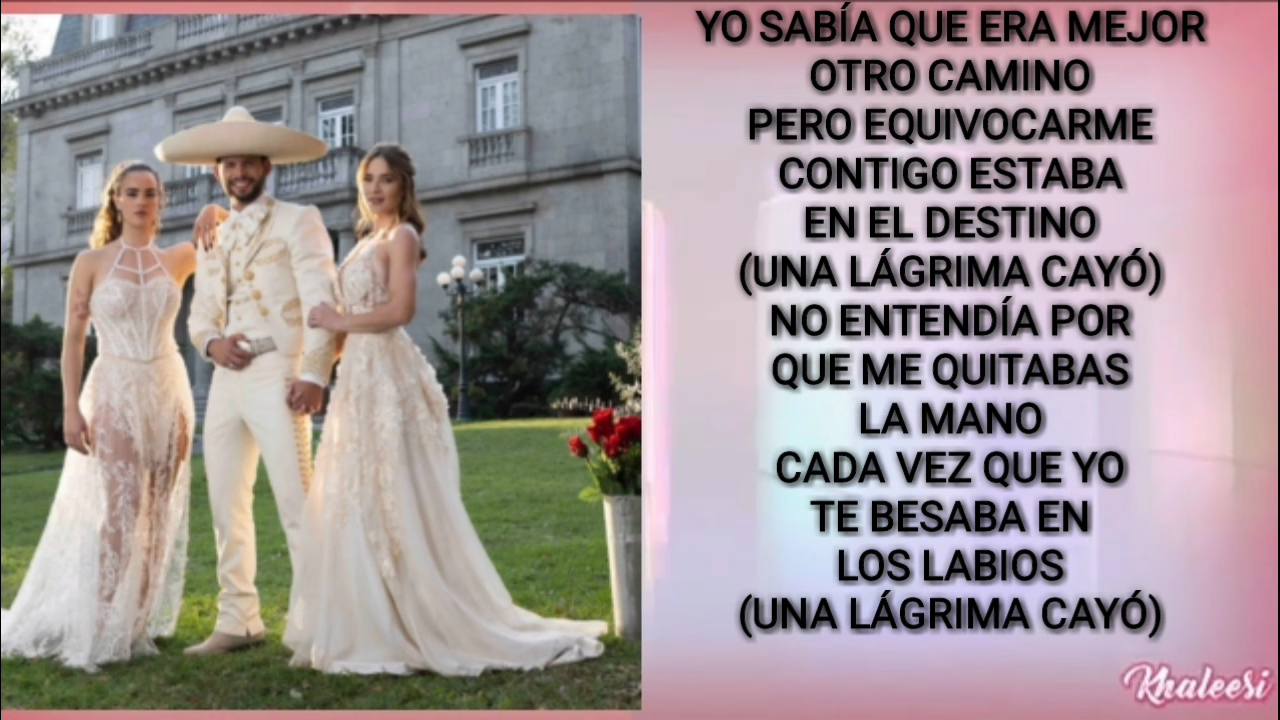 YO SABÍA QUE ERA MEJOR
OTRO CAMINO
PERO EQUIVOCARME
CONTIGO ESTABA
EN EL DESTINO
(UNA LÁGRIMA CAYÓ)
NO ENTENDÍA POR
QUE ME QUITABAS
LA MANO
CADA VEZ QUE YO
TE BESABA EN
LOS LABIOS
(UNA LÁGRIMA CAYÓ)
Khaleesi